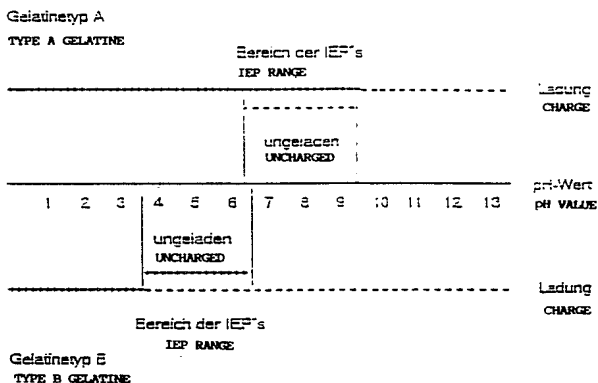 Gelatinetyp A
TYPE A GELATINE
Bereich der IEP's
IEP RANGE
Ladung
CHARGE
ungeladen
UNCHARGED
pH-Wert
1 2 3 4 5 6 7 8 9 10 11 12 13
pH VALUE
ungeladen
UNCHARGED
Ladung
CHARGE
Bereich der IEP's
IEP RANGE
Gelatinetyp B
TYPE B GELATINE